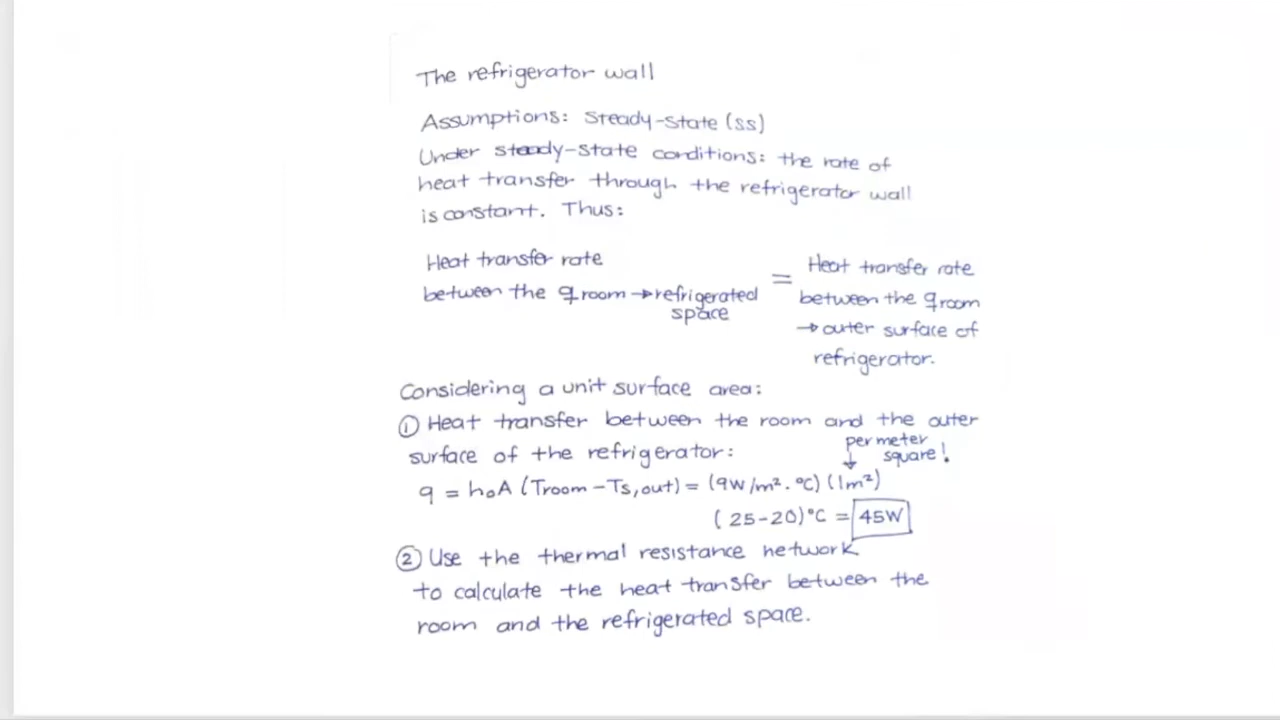 The refrigerator wall
Assumptions: Steady-state (ss)
Under steady-state conditions: the rate of
heat transfer through the refrigerator wall
is constant. Thus:
Heat transfer rate
between the q room → refrigerated
space
=
Heat transfer rate
between the q room
→ outer surface of
refrigerator.
Considering a unit surface area:
① Heat transfer between the room and the outer
surface of the refrigerator:
per meter
square!
↓
q = h₀A (Troom - Ts,out) = (9W/m². °C) (1m²)
(25-20)°C = 45W
② Use the thermal resistance network
to calculate the heat transfer between the
room and the refrigerated space.